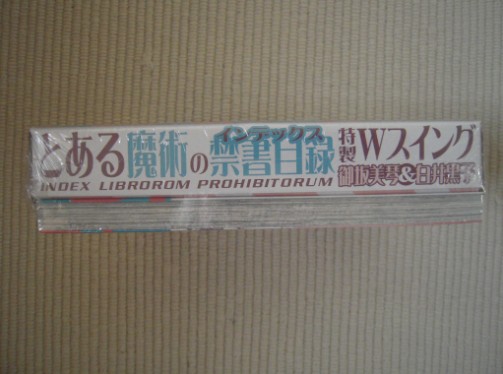 とある魔術の禁書目録 特製 Wスイング
インデックス
INDEX LIBROROM PROHIBITORUM 御坂美琴&白井黒子